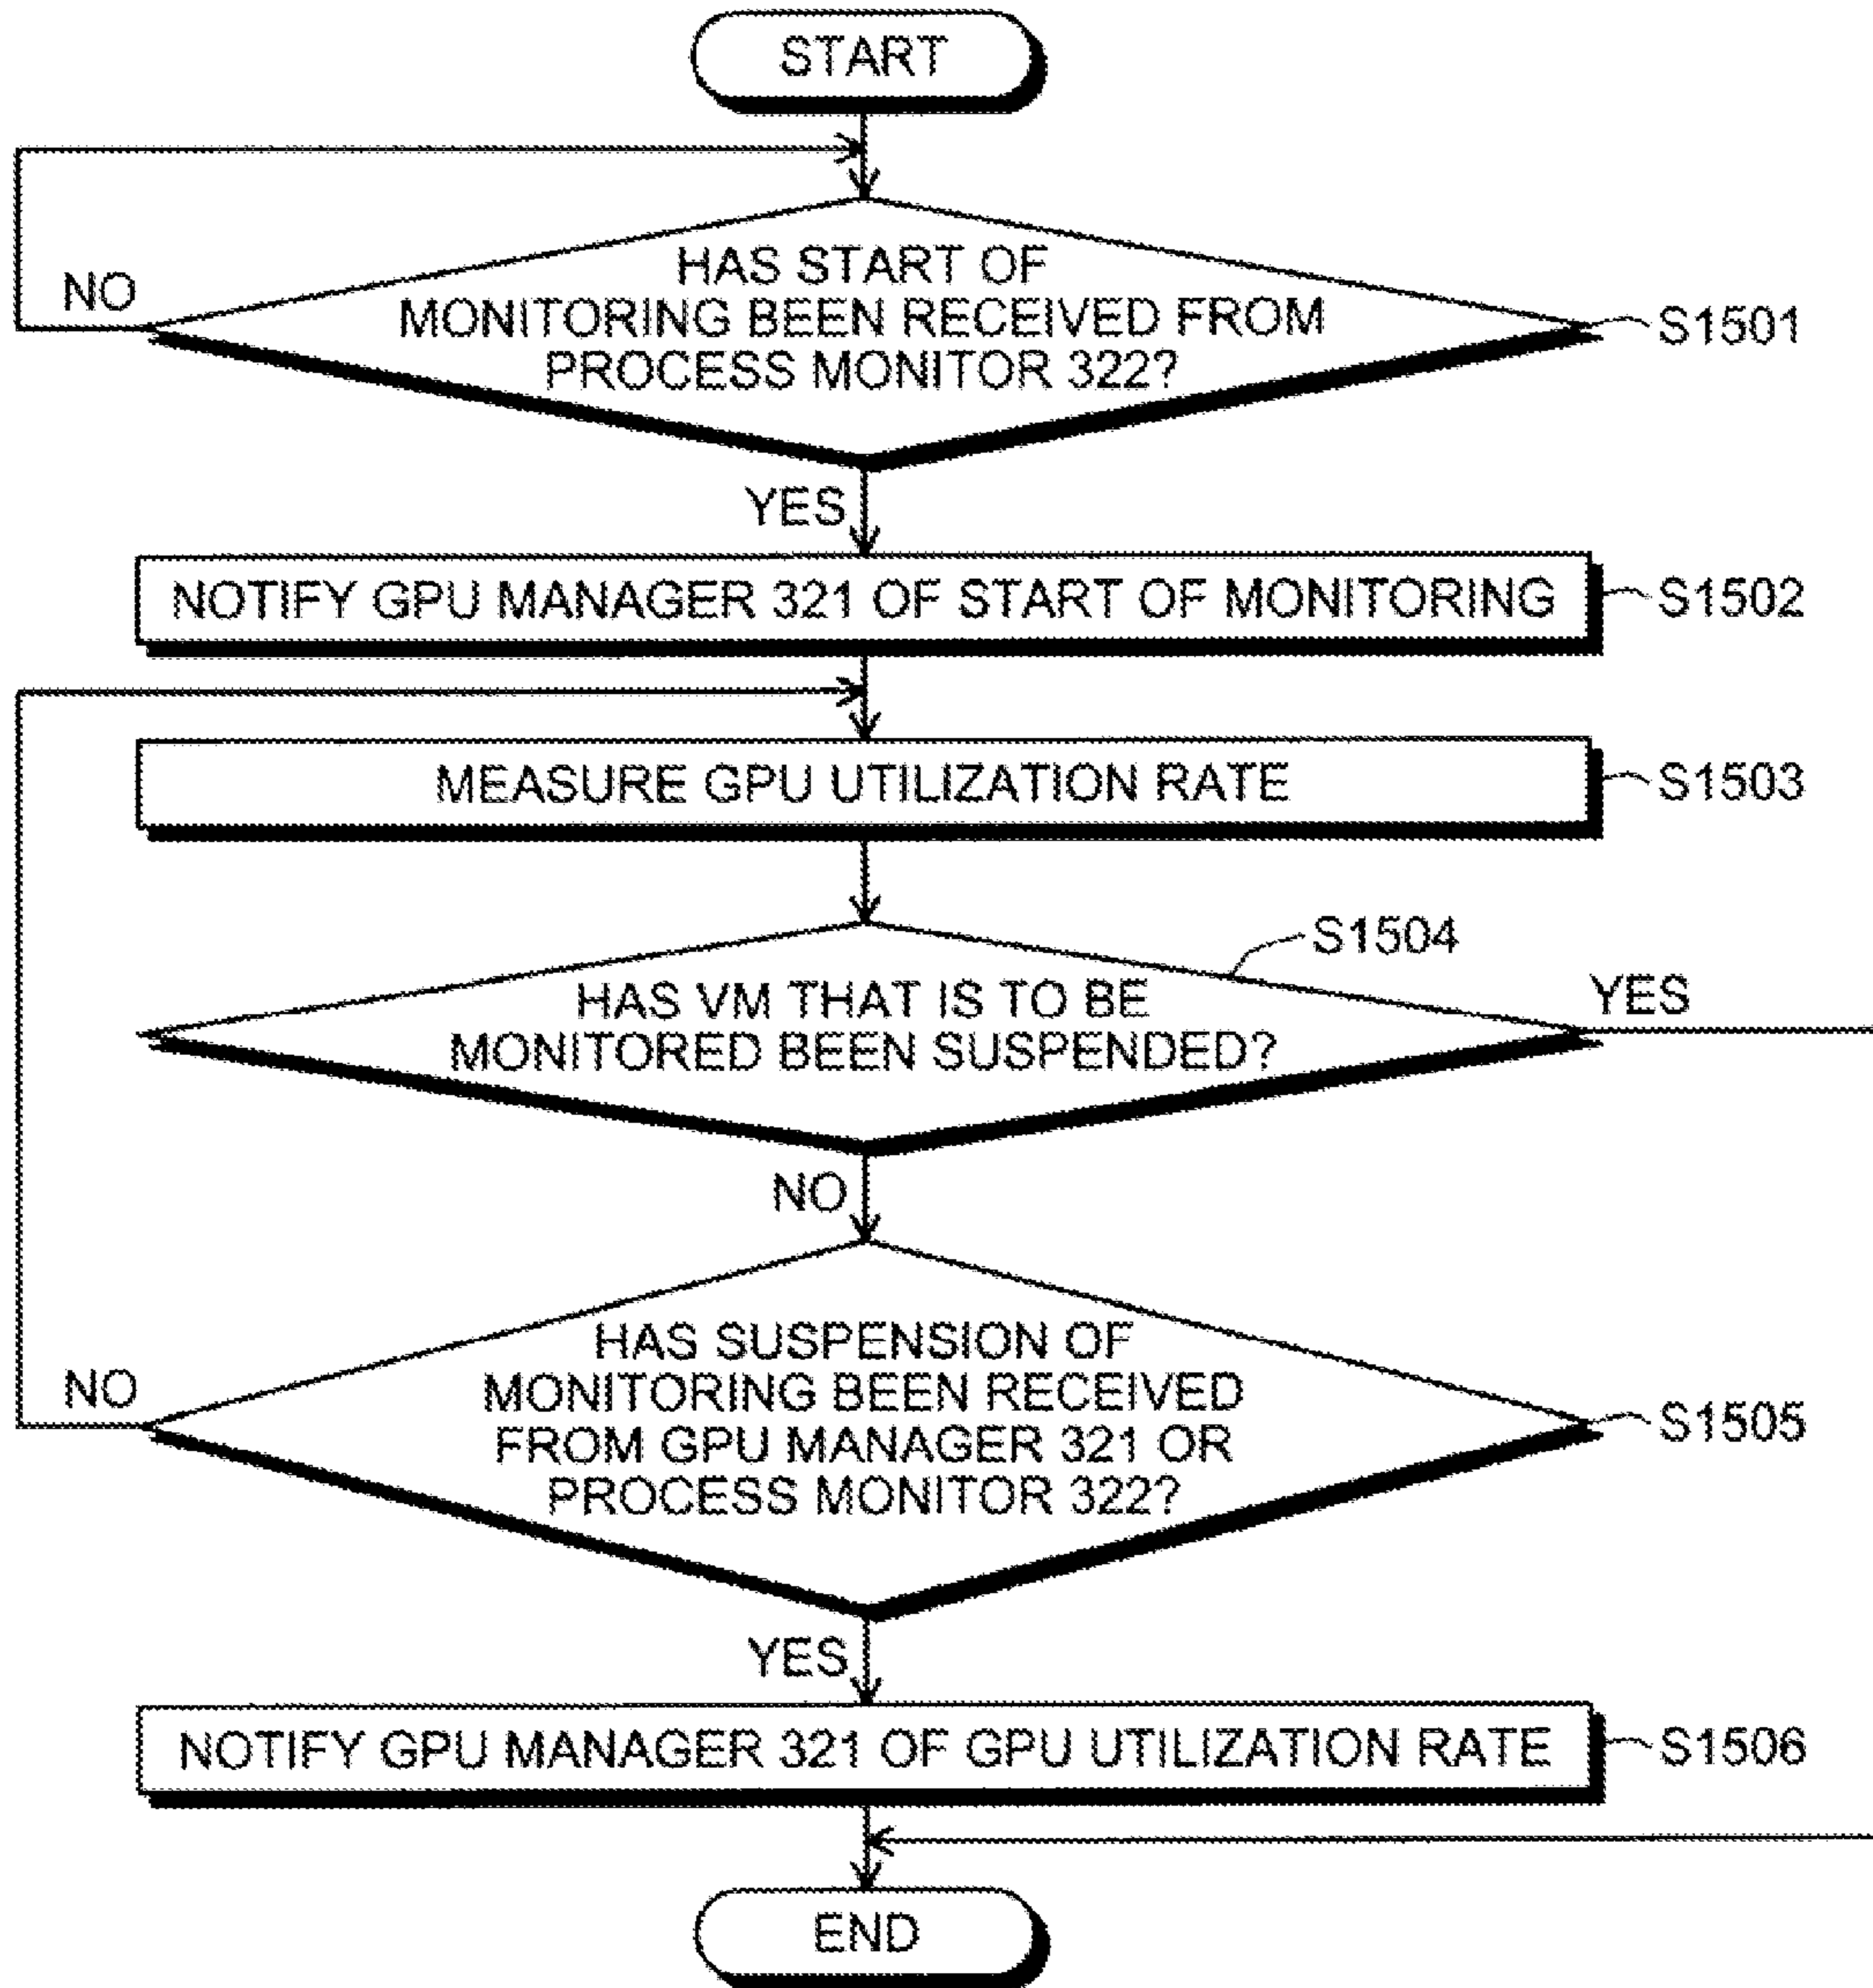 START
HAS START OF
MONITORING BEEN RECEIVED FROM
PROCESS MONITOR 322?
NO
S1501
YES
NOTIFY GPU MANAGER 321 OF START OF MONITORING
S1502
MEASURE GPU UTILIZATION RATE
S1503
S1504
HAS VM THAT IS TO BE
MONITORED BEEN SUSPENDED?
YES
NO
HAS SUSPENSION OF
MONITORING BEEN RECEIVED
FROM GPU MANAGER 321 OR
PROCESS MONITOR 322?
NO
S1505
YES
NOTIFY GPU MANAGER 321 OF GPU UTILIZATION RATE
S1506
END